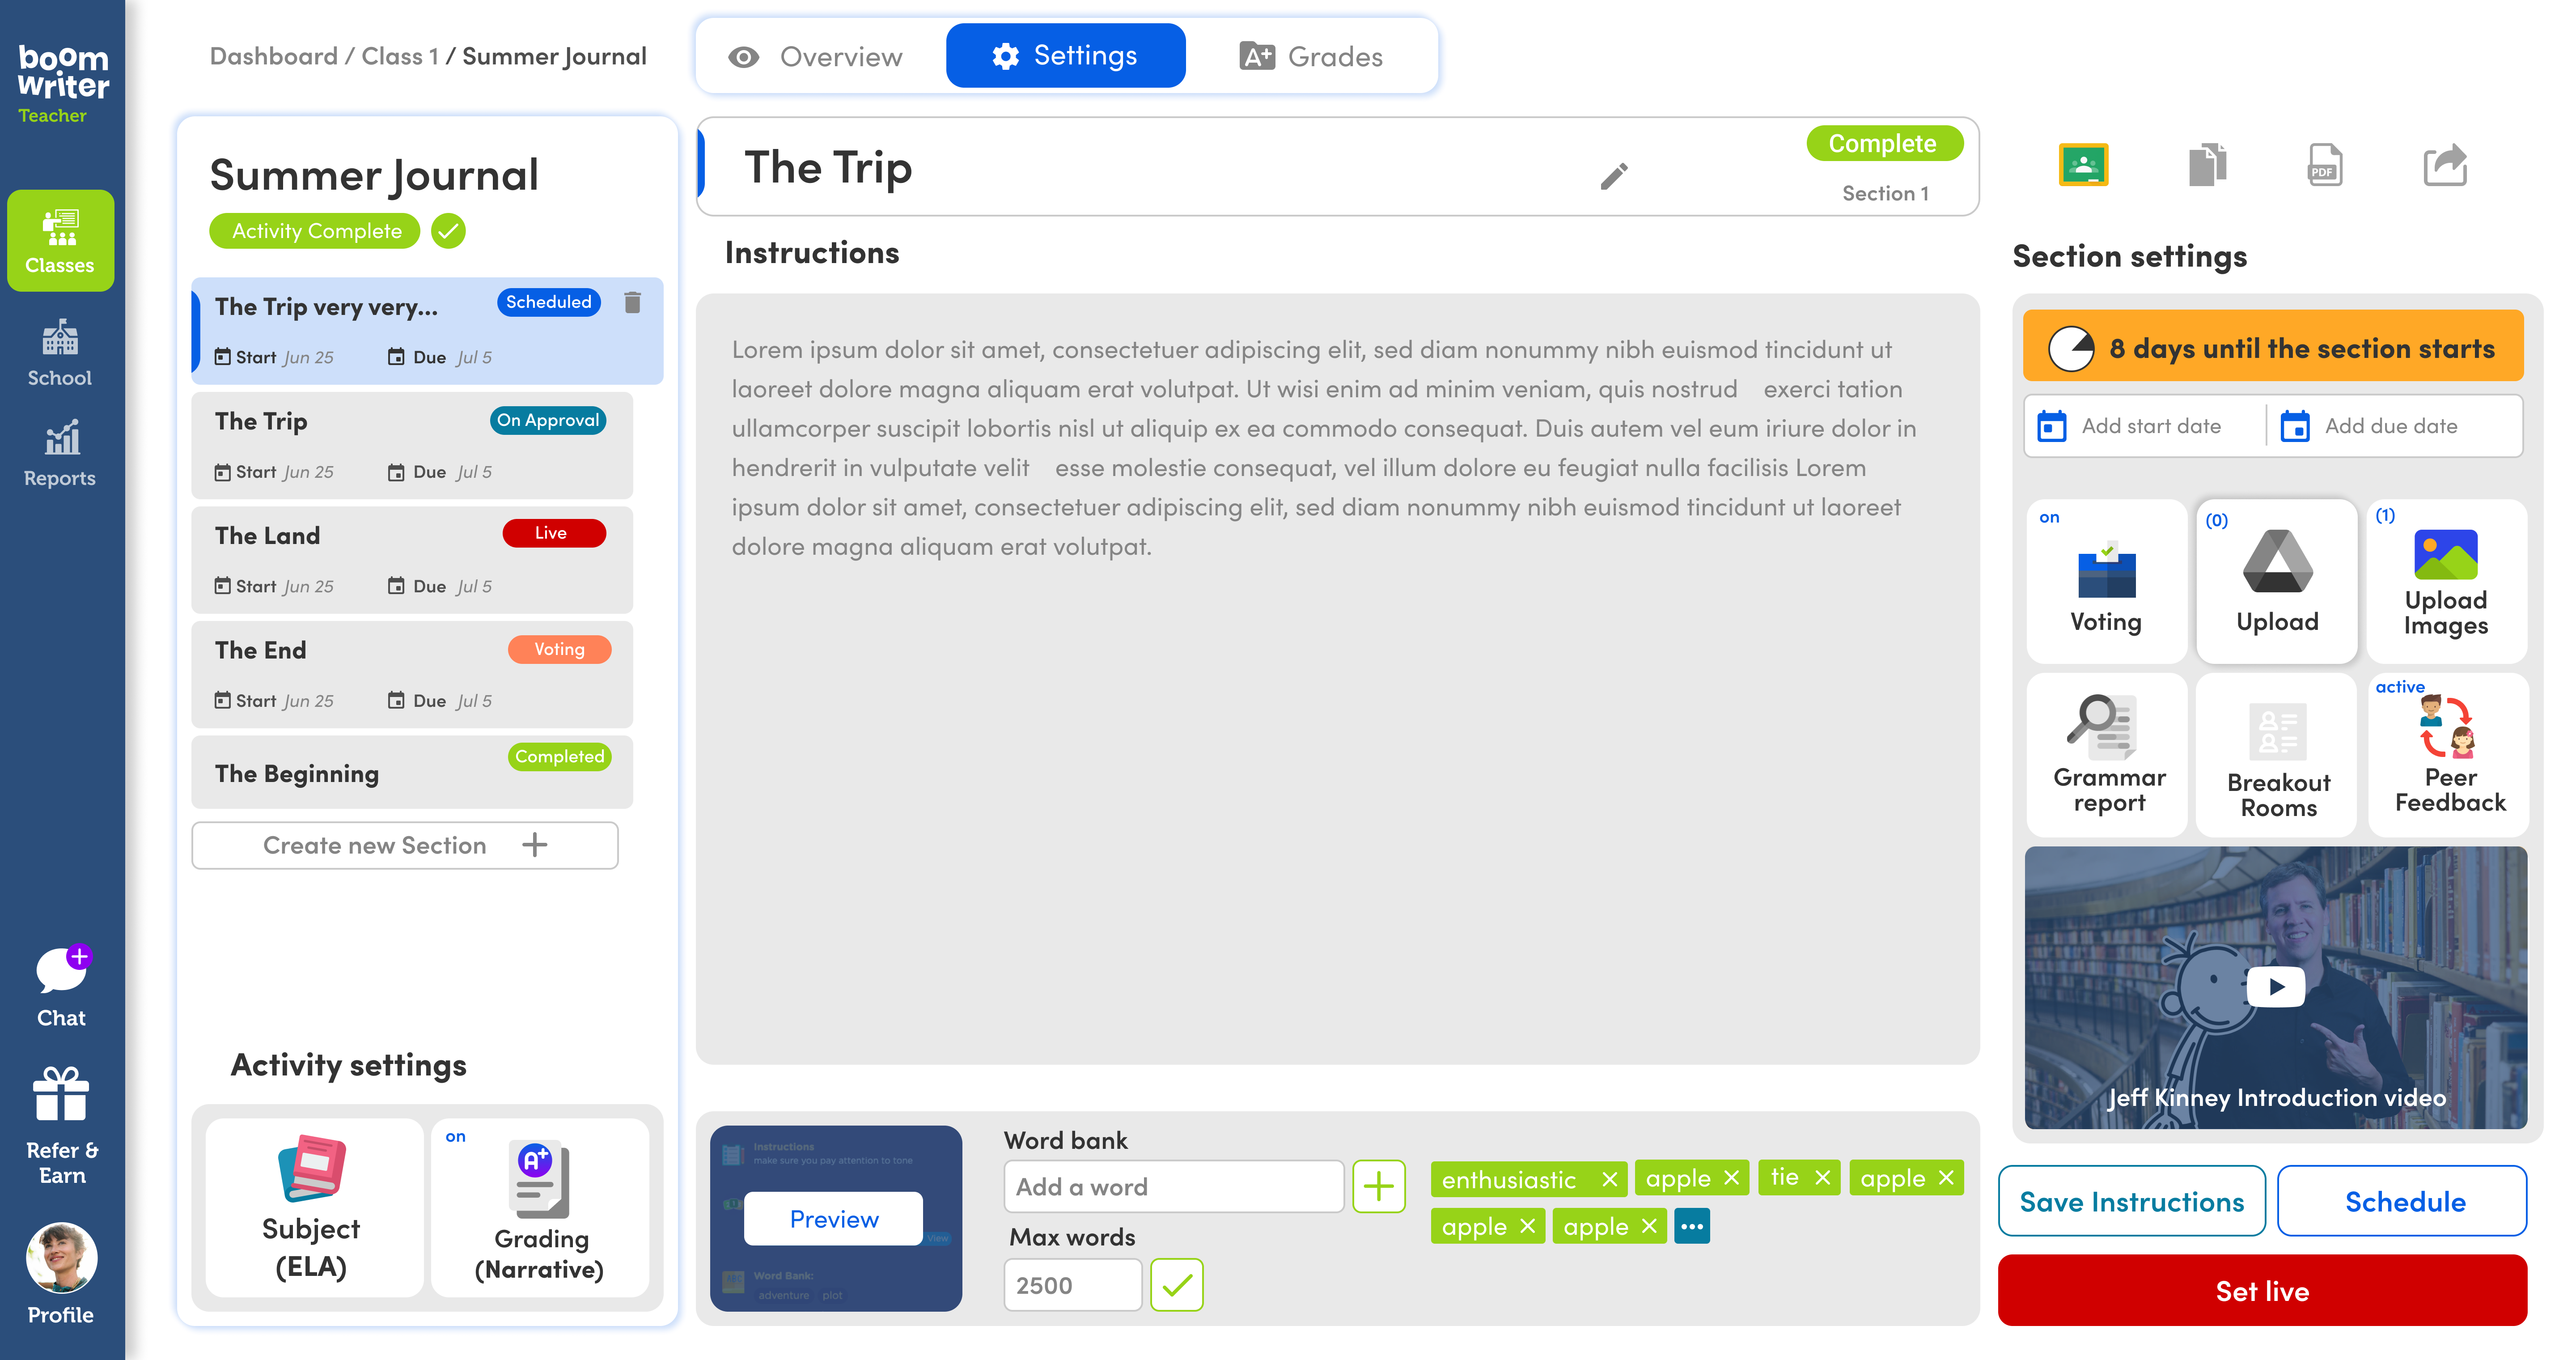 boom
writer
Teacher
Classes
School
Reports
Chat
Refer &
Earn
Profile
Dashboard / Class 1 / Summer Journal
Overview
Settings
A+ Grades
Summer Journal
Activity Complete
The Trip very very...
Scheduled
Start Jun 25 Due Jul 5
The Trip
On Approval
Start Jun 25 Due Jul 5
The Land
Live
Start Jun 25 Due Jul 5
The End
Voting
Start Jun 25 Due Jul 5
The Beginning
Completed
Create new Section +
Activity settings
Subject
(ELA)
on
A+
Grading
(Narrative)
The Trip
Complete
Section 1
Instructions
Lorem ipsum dolor sit amet, consectetuer adipiscing elit, sed diam nonummy nibh euismod tincidunt ut
laoreet dolore magna aliquam erat volutpat. Ut wisi enim ad minim veniam, quis nostrud exerci tation
ullamcorper suscipit lobortis nisl ut aliquip ex ea commodo consequat. Duis autem vel eum iriure dolor in
hendrerit in vulputate velit esse molestie consequat, vel illum dolore eu feugiat nulla facilisis Lorem
ipsum dolor sit amet, consectetuer adipiscing elit, sed diam nonummy nibh euismod tincidunt ut laoreet
dolore magna aliquam erat volutpat.
Instructions
make sure you pay attention to tone
Preview
View
Word Bank:
adventure plot
Word bank
Add a word
Max words
2500
enthusiastic × apple × tie × apple ×
apple × apple × ...
PDF
Section settings
8 days until the section starts
Add start date
Add due date
on
Voting
(0)
Upload
(1)
Upload
Images
Grammar
report
Breakout
Rooms
active
Peer
Feedback
Jeff Kinney Introduction video
Save Instructions
Schedule
Set live